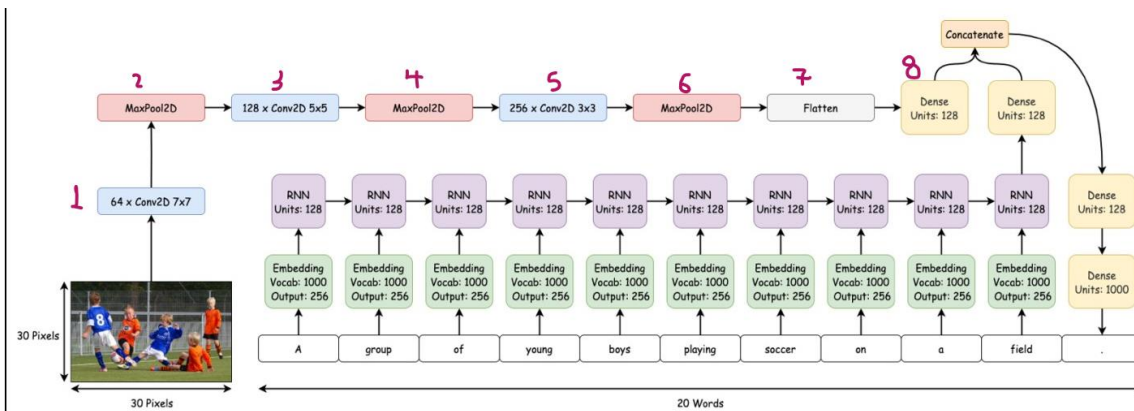 Concatenate
2 3 4 5 6 7 8
MaxPool2D 128 x Conv2D 5x5 MaxPool2D 256 x Conv2D 3x3 MaxPool2D Flatten Dense Units: 128 Dense Units: 128
1 64 x Conv2D 7x7
RNN Units: 128 RNN Units: 128 RNN Units: 128 RNN Units: 128 RNN Units: 128 RNN Units: 128 RNN Units: 128 RNN Units: 128 RNN Units: 128 RNN Units: 128 Dense Units: 128
Embedding Embedding Embedding Embedding Embedding Embedding Embedding Embedding Embedding Embedding
Vocab: 1000 Vocab: 1000 Vocab: 1000 Vocab: 1000 Vocab: 1000 Vocab: 1000 Vocab: 1000 Vocab: 1000 Vocab: 1000 Vocab: 1000 Dense
Output: 256 Output: 256 Output: 256 Output: 256 Output: 256 Output: 256 Output: 256 Output: 256 Output: 256 Output: 256 Units: 1000
8
30 Pixels
A group of young boys playing soccer on a field .
30 Pixels 20 Words